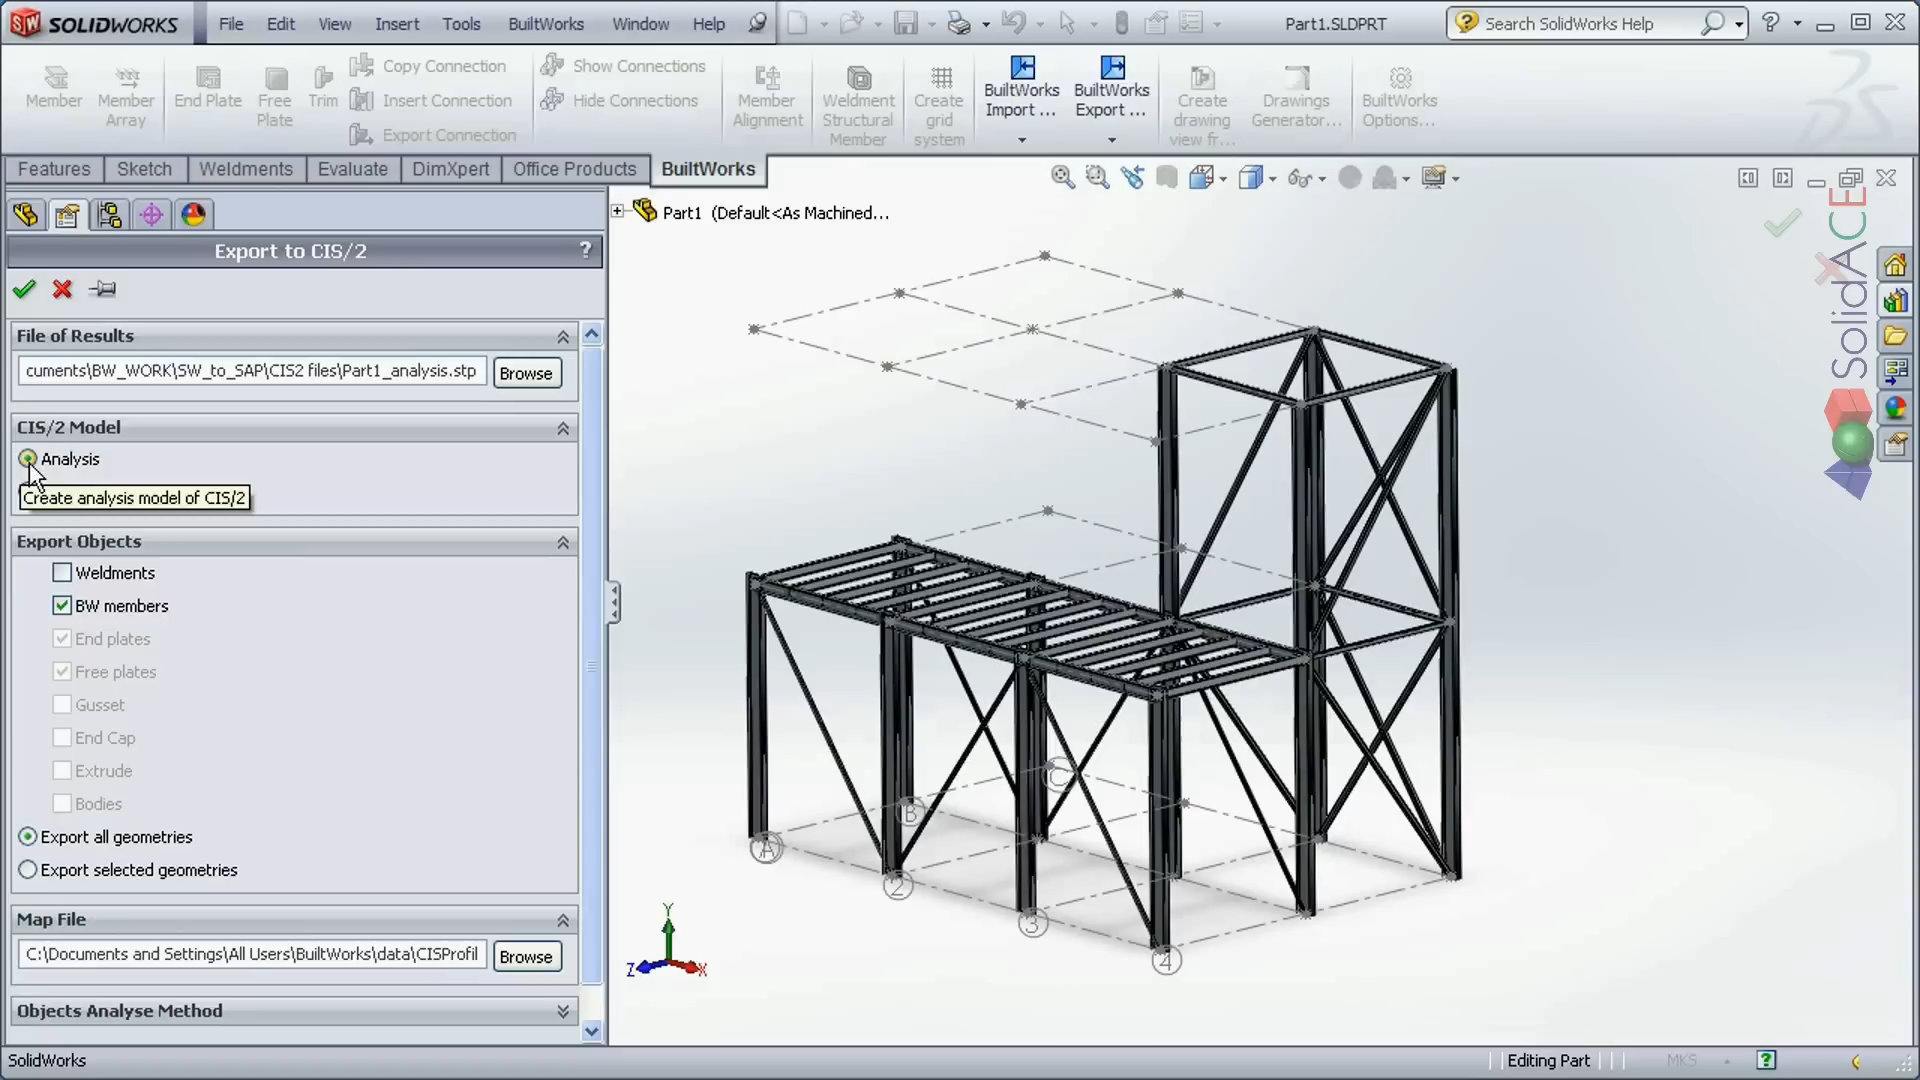 SOLIDWORKS
File Edit View Insert Tools BuiltWorks Window Help
Part1.SLDPRT
Search SolidWorks Help
Member
Member Array
End Plate
Free Plate
Trim
Copy Connection
Insert Connection
Export Connection
Show Connections
Hide Connections
Member Alignment
Weldment Structural Member
Create grid system
BuiltWorks Import ...
BuiltWorks Export ...
Create drawing view fr...
Drawings Generator...
BuiltWorks Options...
Features Sketch Weldments Evaluate DimXpert Office Products BuiltWorks
Part1 (Default<As Machined...
Export to CIS/2 ?
File of Results
cuments\BW_WORK\SW_to_SAP\CIS2 files\Part1_analysis.stp Browse
CIS/2 Model
Analysis
Create analysis model of CIS/2
Export Objects
Weldments
BW members
End plates
Free plates
Gusset
End Cap
Extrude
Bodies
Export all geometries
Export selected geometries
Map File
C:\Documents and Settings\All Users\BuiltWorks\data\CISProfil Browse
Objects Analyse Method
SolidACE
A
B
C
2
3
4
Y
Z
X
SolidWorks
Editing Part
MKS
?